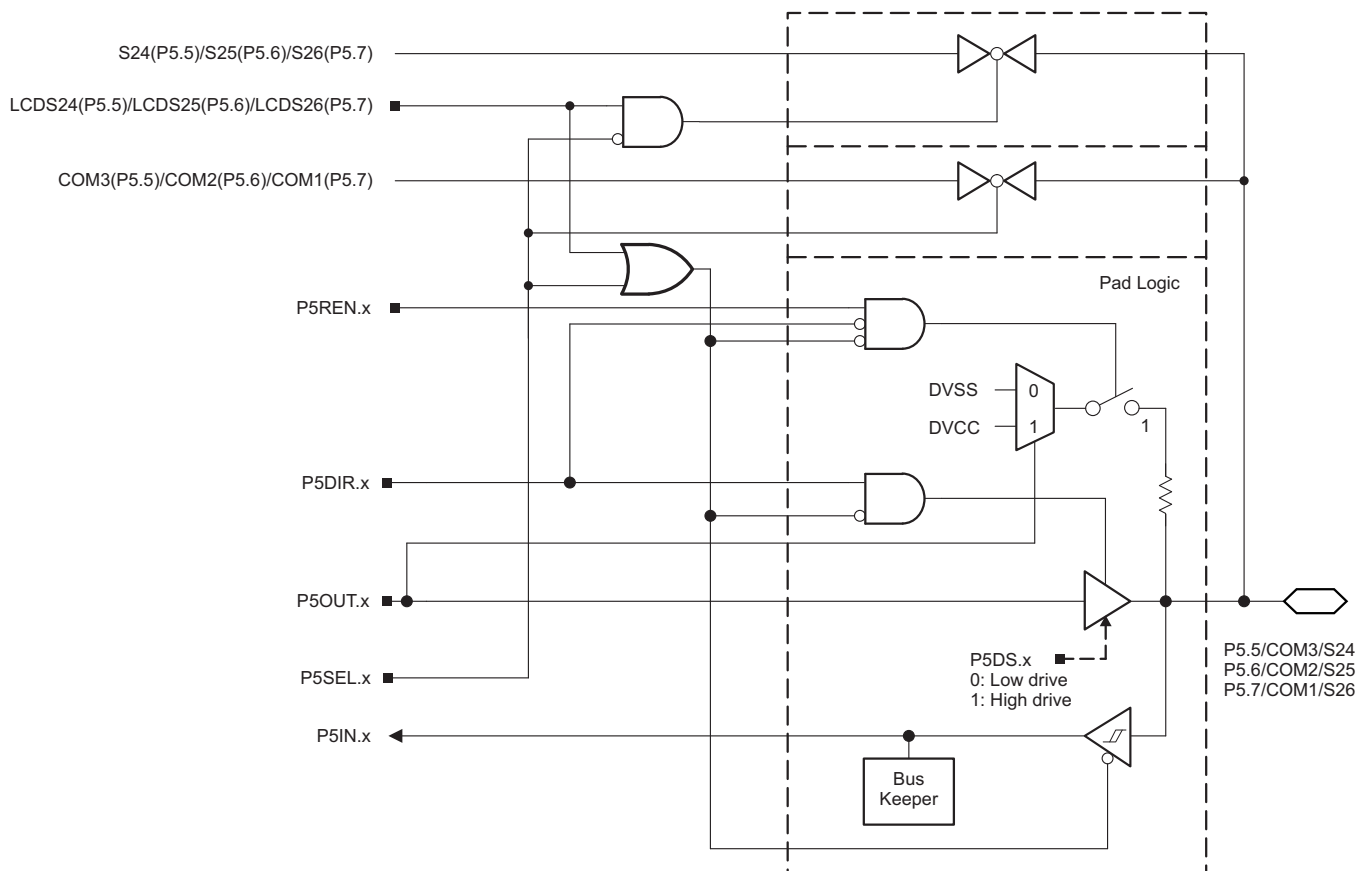 S24(P5.5)/S25(P5.6)/S26(P5.7)
LCDS24(P5.5)/LCDS25(P5.6)/LCDS26(P5.7)
COM3(P5.5)/COM2(P5.6)/COM1(P5.7)
Pad Logic
P5REN.x
DVSS
0
DVCC
1
1
P5DIR.x
P5OUT.x
P5DS.x
0: Low drive
1: High drive
P5.5/COM3/S24
P5.6/COM2/S25
P5.7/COM1/S26
P5SEL.x
P5IN.x
Bus
Keeper